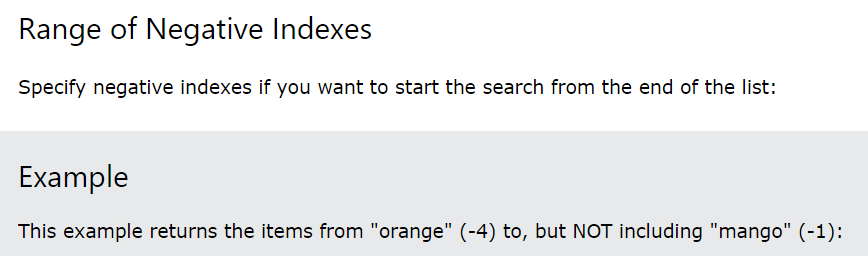 Range of Negative Indexes
Specify negative indexes if you want to start the search from the end of the list:
Example
This example returns the items from "orange" (-4) to, but NOT including "mango" (-1):